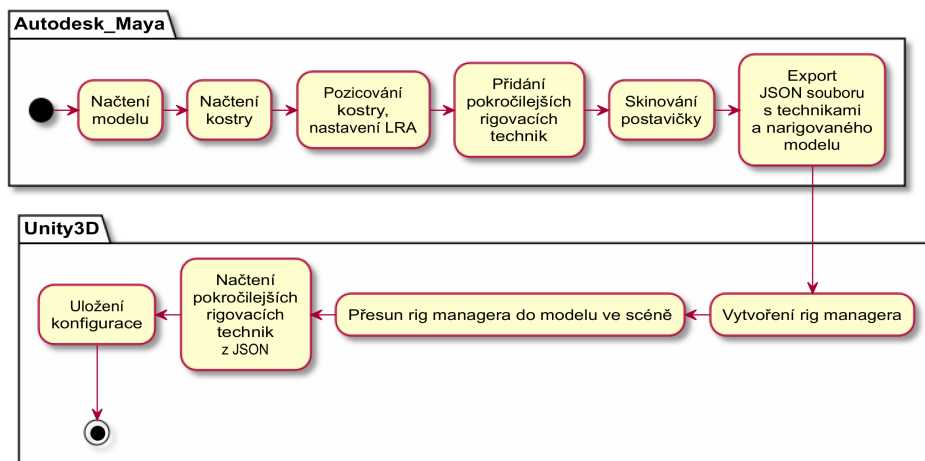 Autodesk_Maya
Načtení
modelu
Načtení
kostry
Pozicování
kostry,
nastavení LRA
Přidání
pokročilejších
rigovacích
technik
Skinování
postavičky
Export
JSON souboru
s technikami
a narigovaného
modelu
Unity3D
Vytvoření rig managera
Přesun rig managera do modelu ve scéně
Načtení
pokročilejších
rigovacích
technik
z JSON
Uložení
konfigurace